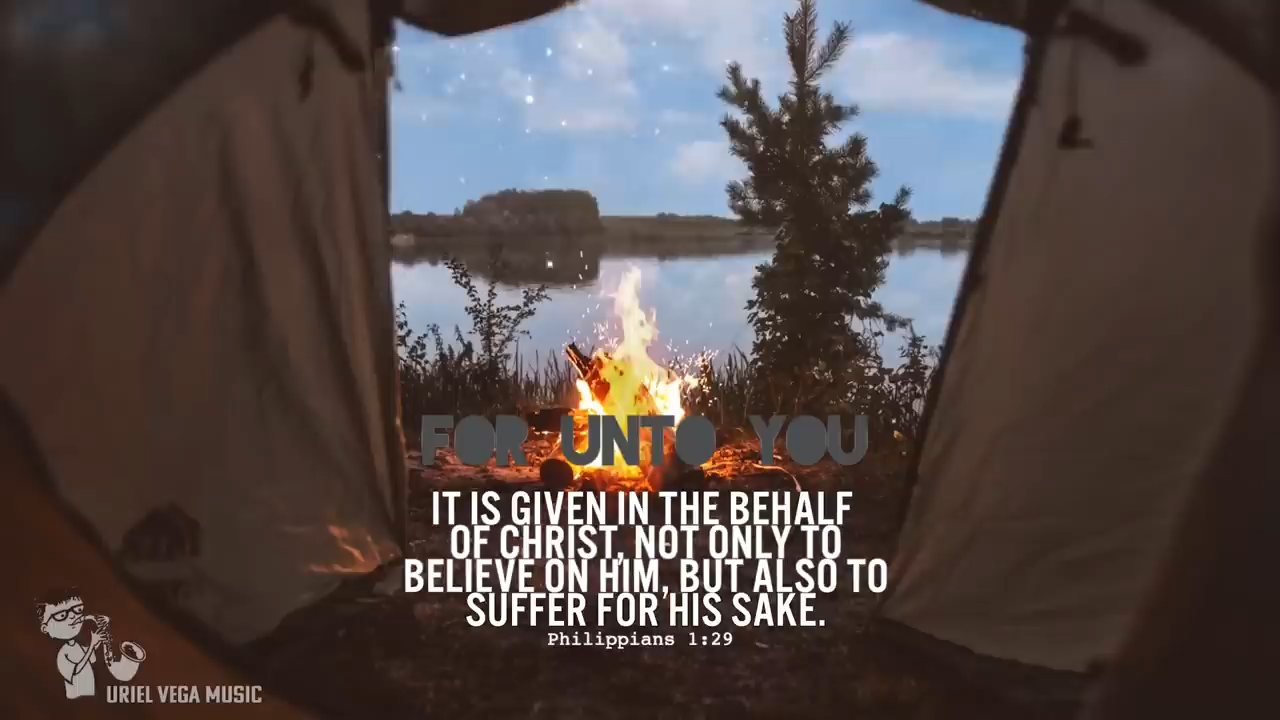 FOR UNTO YOU
IT IS GIVEN IN THE BEHALF
OF CHRIST, NOT ONLY TO
BELIEVE ON HIM, BUT ALSO TO
SUFFER FOR HIS SAKE.
Philippians 1:29
URIEL VEGA MUSIC